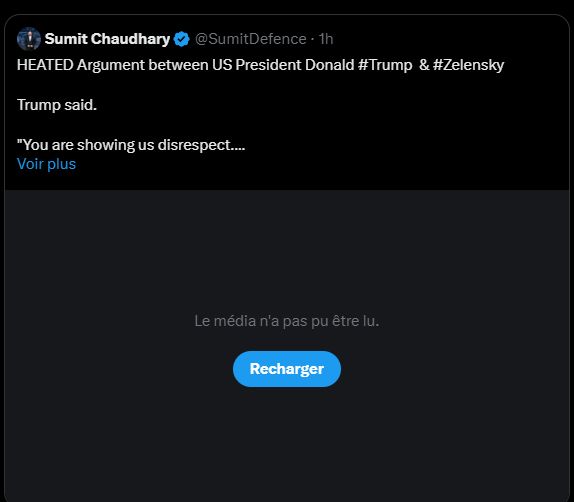 Sumit Chaudhary @SumitDefence · 1h
HEATED Argument between US President Donald #Trump & #Zelensky
Trump said.
"You are showing us disrespect....
Voir plus
Le média n'a pas pu être lu.
Recharger